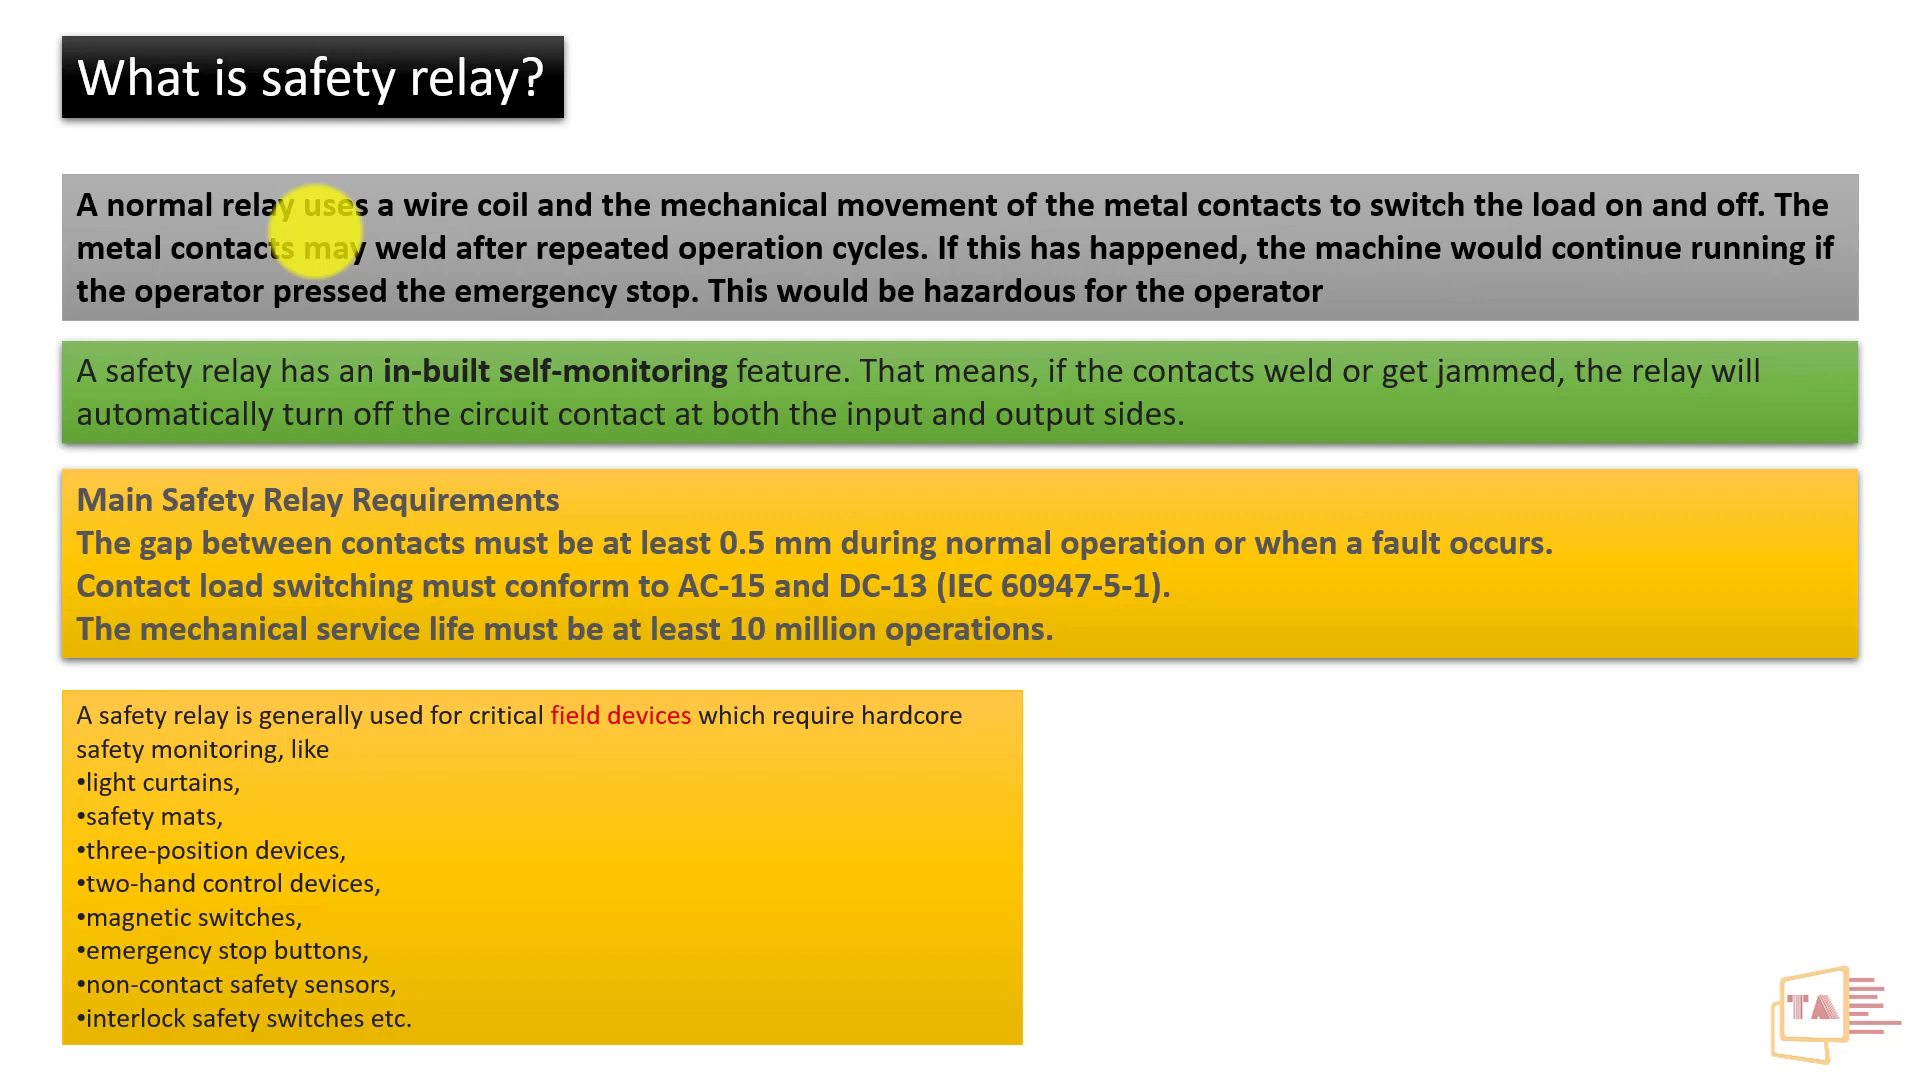 What is safety relay?
A normal relay uses a wire coil and the mechanical movement of the metal contacts to switch the load on and off. The
metal contacts may weld after repeated operation cycles. If this has happened, the machine would continue running if
the operator pressed the emergency stop. This would be hazardous for the operator
A safety relay has an in-built self-monitoring feature. That means, if the contacts weld or get jammed, the relay will
automatically turn off the circuit contact at both the input and output sides.
Main Safety Relay Requirements
The gap between contacts must be at least 0.5 mm during normal operation or when a fault occurs.
Contact load switching must conform to AC-15 and DC-13 (IEC 60947-5-1).
The mechanical service life must be at least 10 million operations.
A safety relay is generally used for critical field devices which require hardcore
safety monitoring, like
•light curtains,
•safety mats,
•three-position devices,
•two-hand control devices,
•magnetic switches,
•emergency stop buttons,
•non-contact safety sensors,
•interlock safety switches etc.
TA